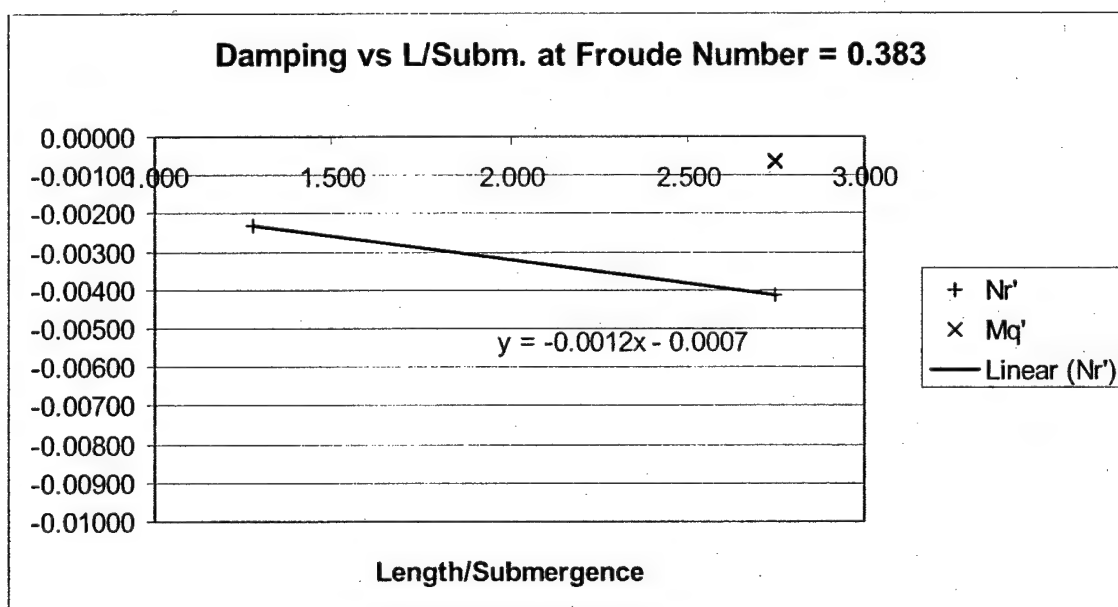 Damping vs L/Subm. at Froude Number = 0.383
0.00000
-0.00100
1.000 1.500 2.000 2.500 3.000
-0.00200
-0.00300
-0.00400
-0.00500
-0.00600
-0.00700
-0.00800
-0.00900
-0.01000
y = -0.0012x - 0.0007
Nr'
Mq'
Linear (Nr')
Length/Submergence